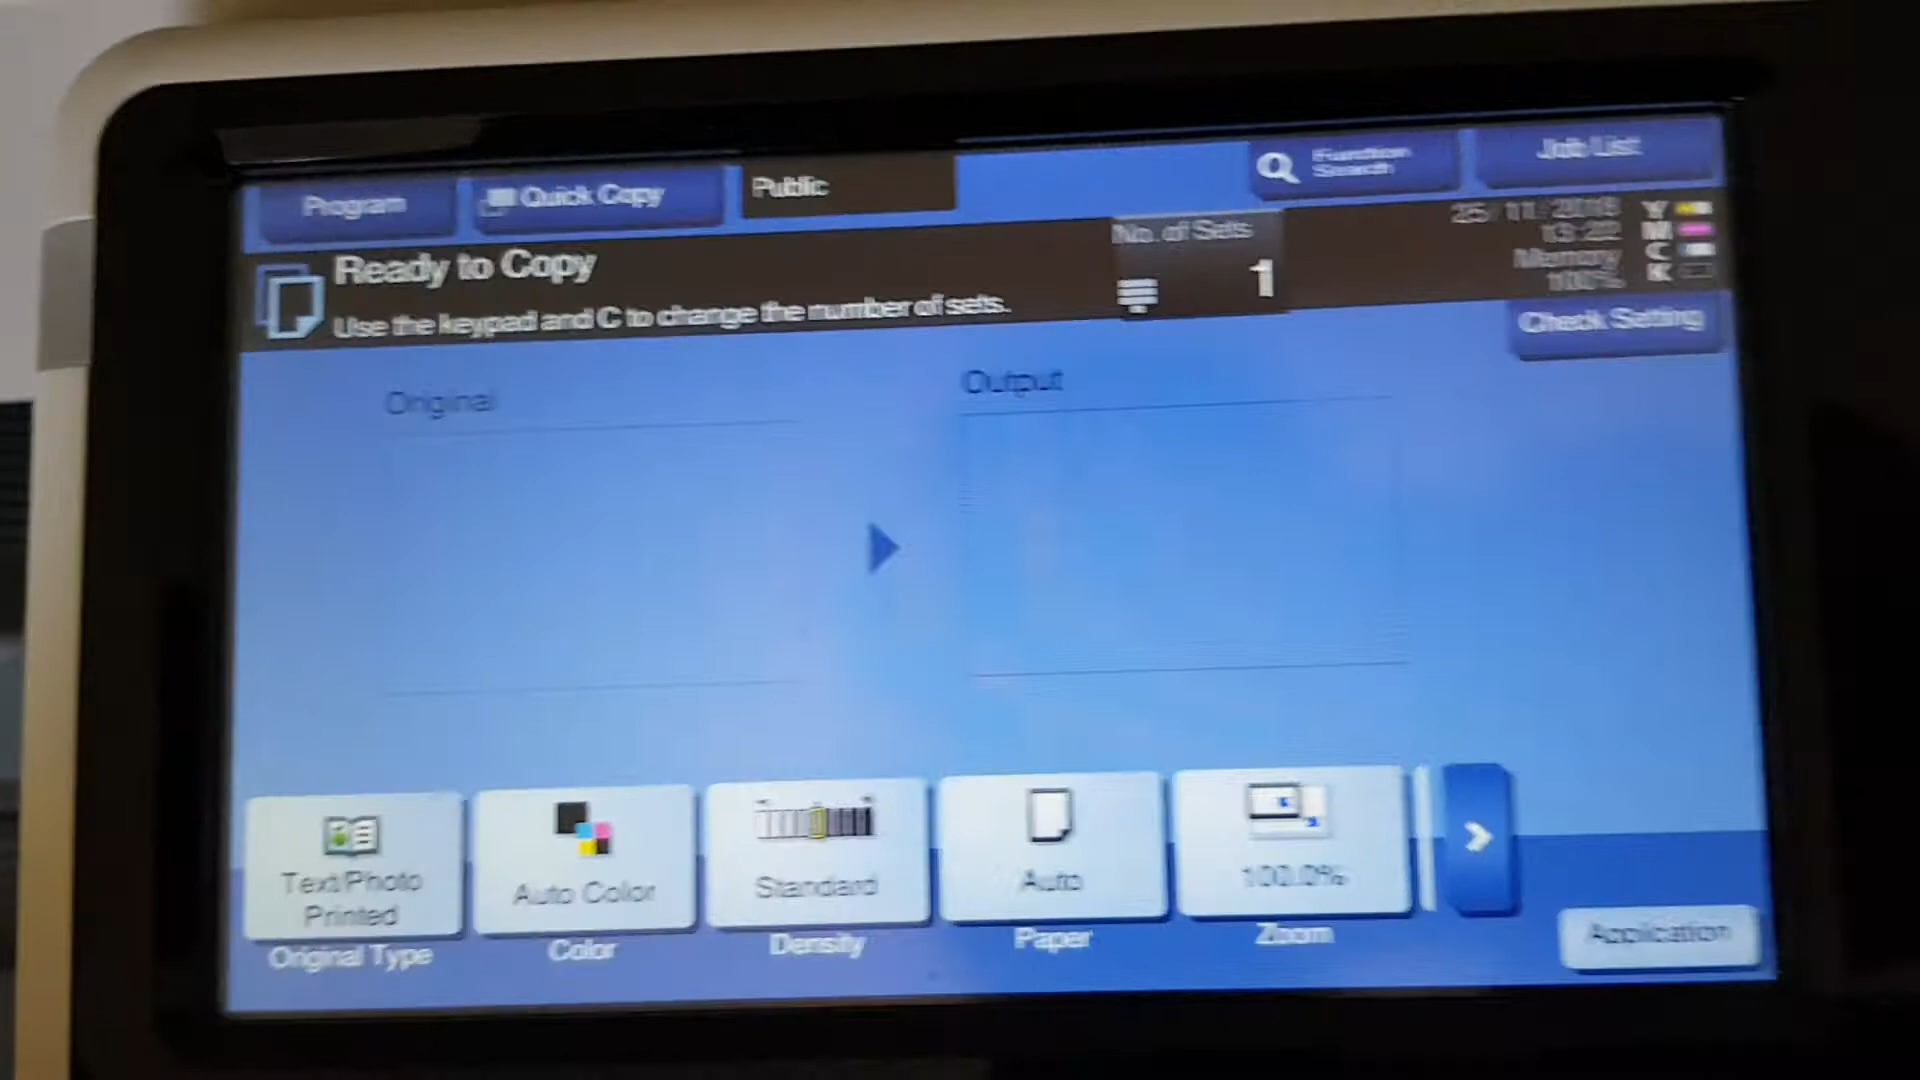 Program
Quick Copy
Public
Function
Search
Job List
Ready to Copy
Use the keypad and C to change the number of sets.
No. of Sets
1
25/11/2018
13:22
Memory
100%
Y
M
C
K
Check Setting
Original
Output
Text/Photo
Printed
Original Type
Auto Color
Color
Standard
Density
Auto
Paper
100.0%
Zoom
Application